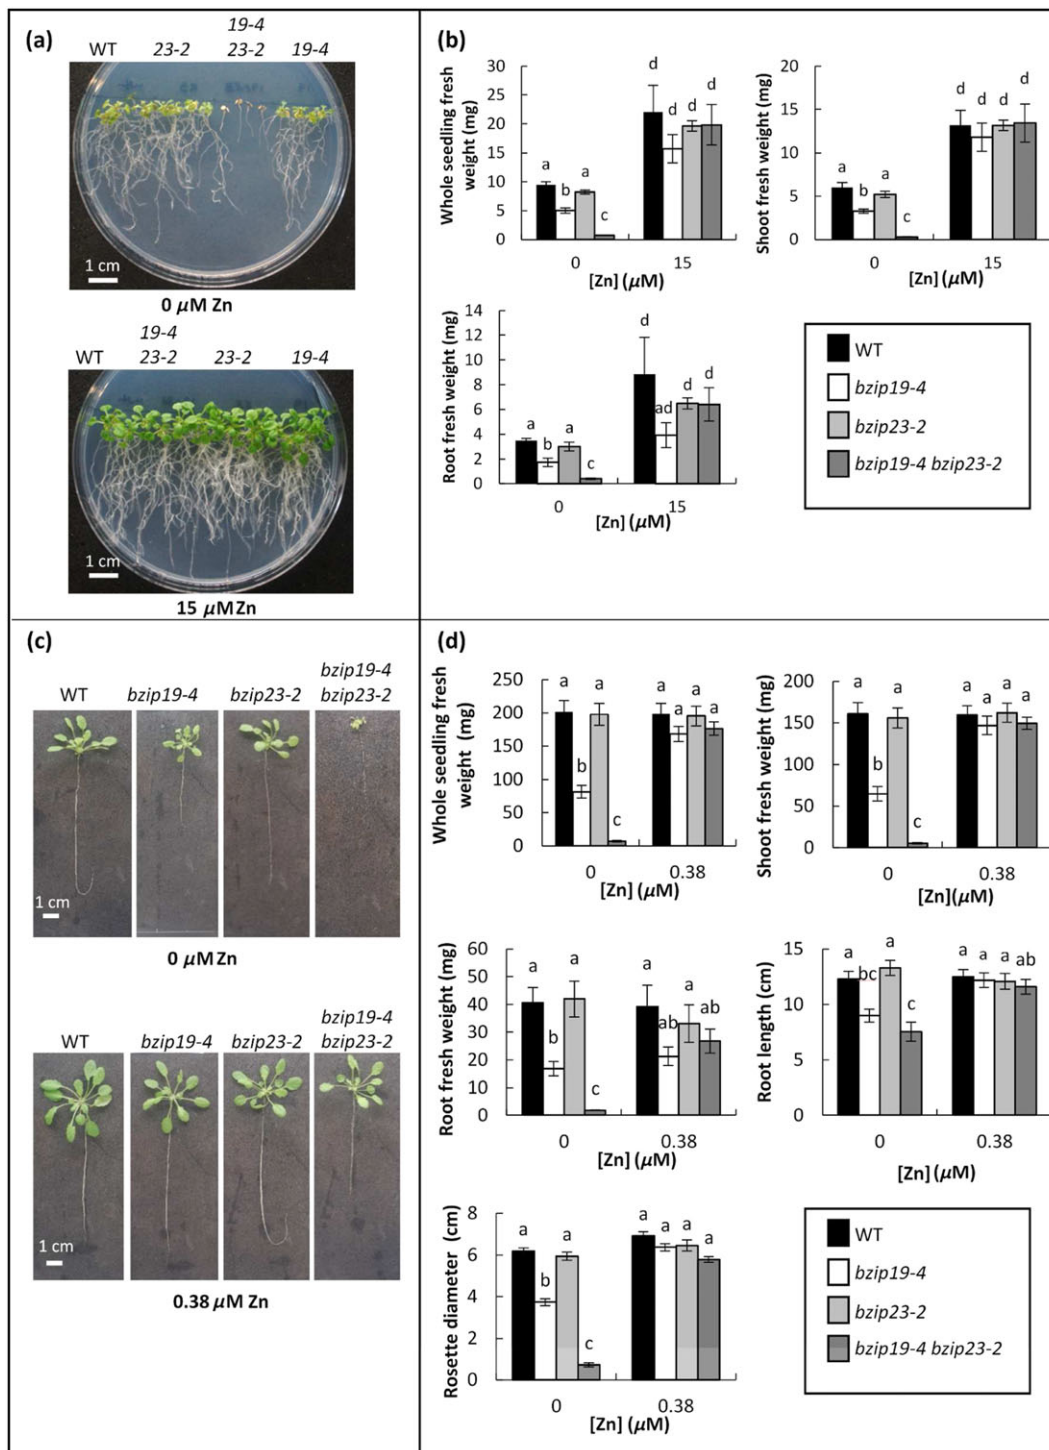 (a)
19-4
WT 23-2 23-2 19-4
1 cm
0 µM Zn
19-4
WT 23-2 23-2 19-4
1 cm
15 µM Zn
(b)
Whole seedling fresh
weight (mg)
30
25
20
15
10
5
0
a b a c d d d d
0 15
[Zn] (µM)
Shoot fresh weight (mg)
20
15
10
5
0
a b a c d d d d
0 15
[Zn] (µM)
Root fresh weight (mg)
14
12
10
8
6
4
2
0
a b a c d ad d d
0 15
[Zn] (µM)
WT
bzip19-4
bzip23-2
bzip19-4 bzip23-2
(c)
bzip19-4
WT bzip19-4 bzip23-2 bzip23-2
1 cm
0 µM Zn
bzip19-4
WT bzip19-4 bzip23-2 bzip23-2
1 cm
0.38 µM Zn
(d)
Whole seedling fresh
weight (mg)
250
200
150
100
50
0
a b a c a a a a
0 0.38
[Zn] (µM)
Shoot fresh weight (mg)
200
150
100
50
0
a b a c a a a a
0 0.38
[Zn](µM)
Root fresh weight (mg)
60
50
40
30
20
10
0
a b a c a ab a ab
0 0.38
[Zn] (µM)
Root length (cm)
15
10
5
0
a bc a c a a a ab
0 0.38
[Zn] (µM)
Rosette diameter (cm)
8
6
4
2
0
a b a c a a a a
0 0.38
[Zn] (µM)
WT
bzip19-4
bzip23-2
bzip19-4 bzip23-2